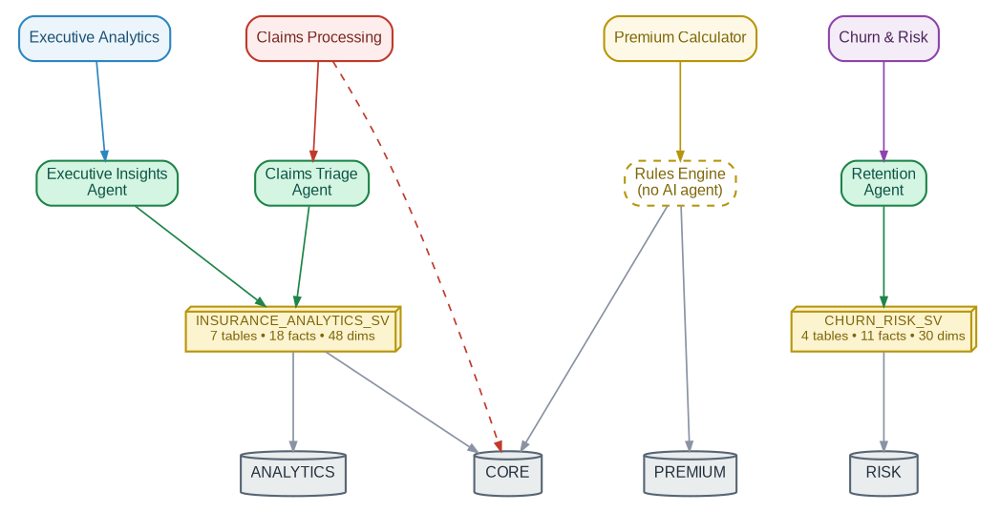 Executive Analytics
Claims Processing
Premium Calculator
Churn & Risk
Executive Insights
Agent
Claims Triage
Agent
Rules Engine
(no AI agent)
Retention
Agent
INSURANCE_ANALYTICS_SV
7 tables • 18 facts • 48 dims
CHURN_RISK_SV
4 tables • 11 facts • 30 dims
ANALYTICS
CORE
PREMIUM
RISK